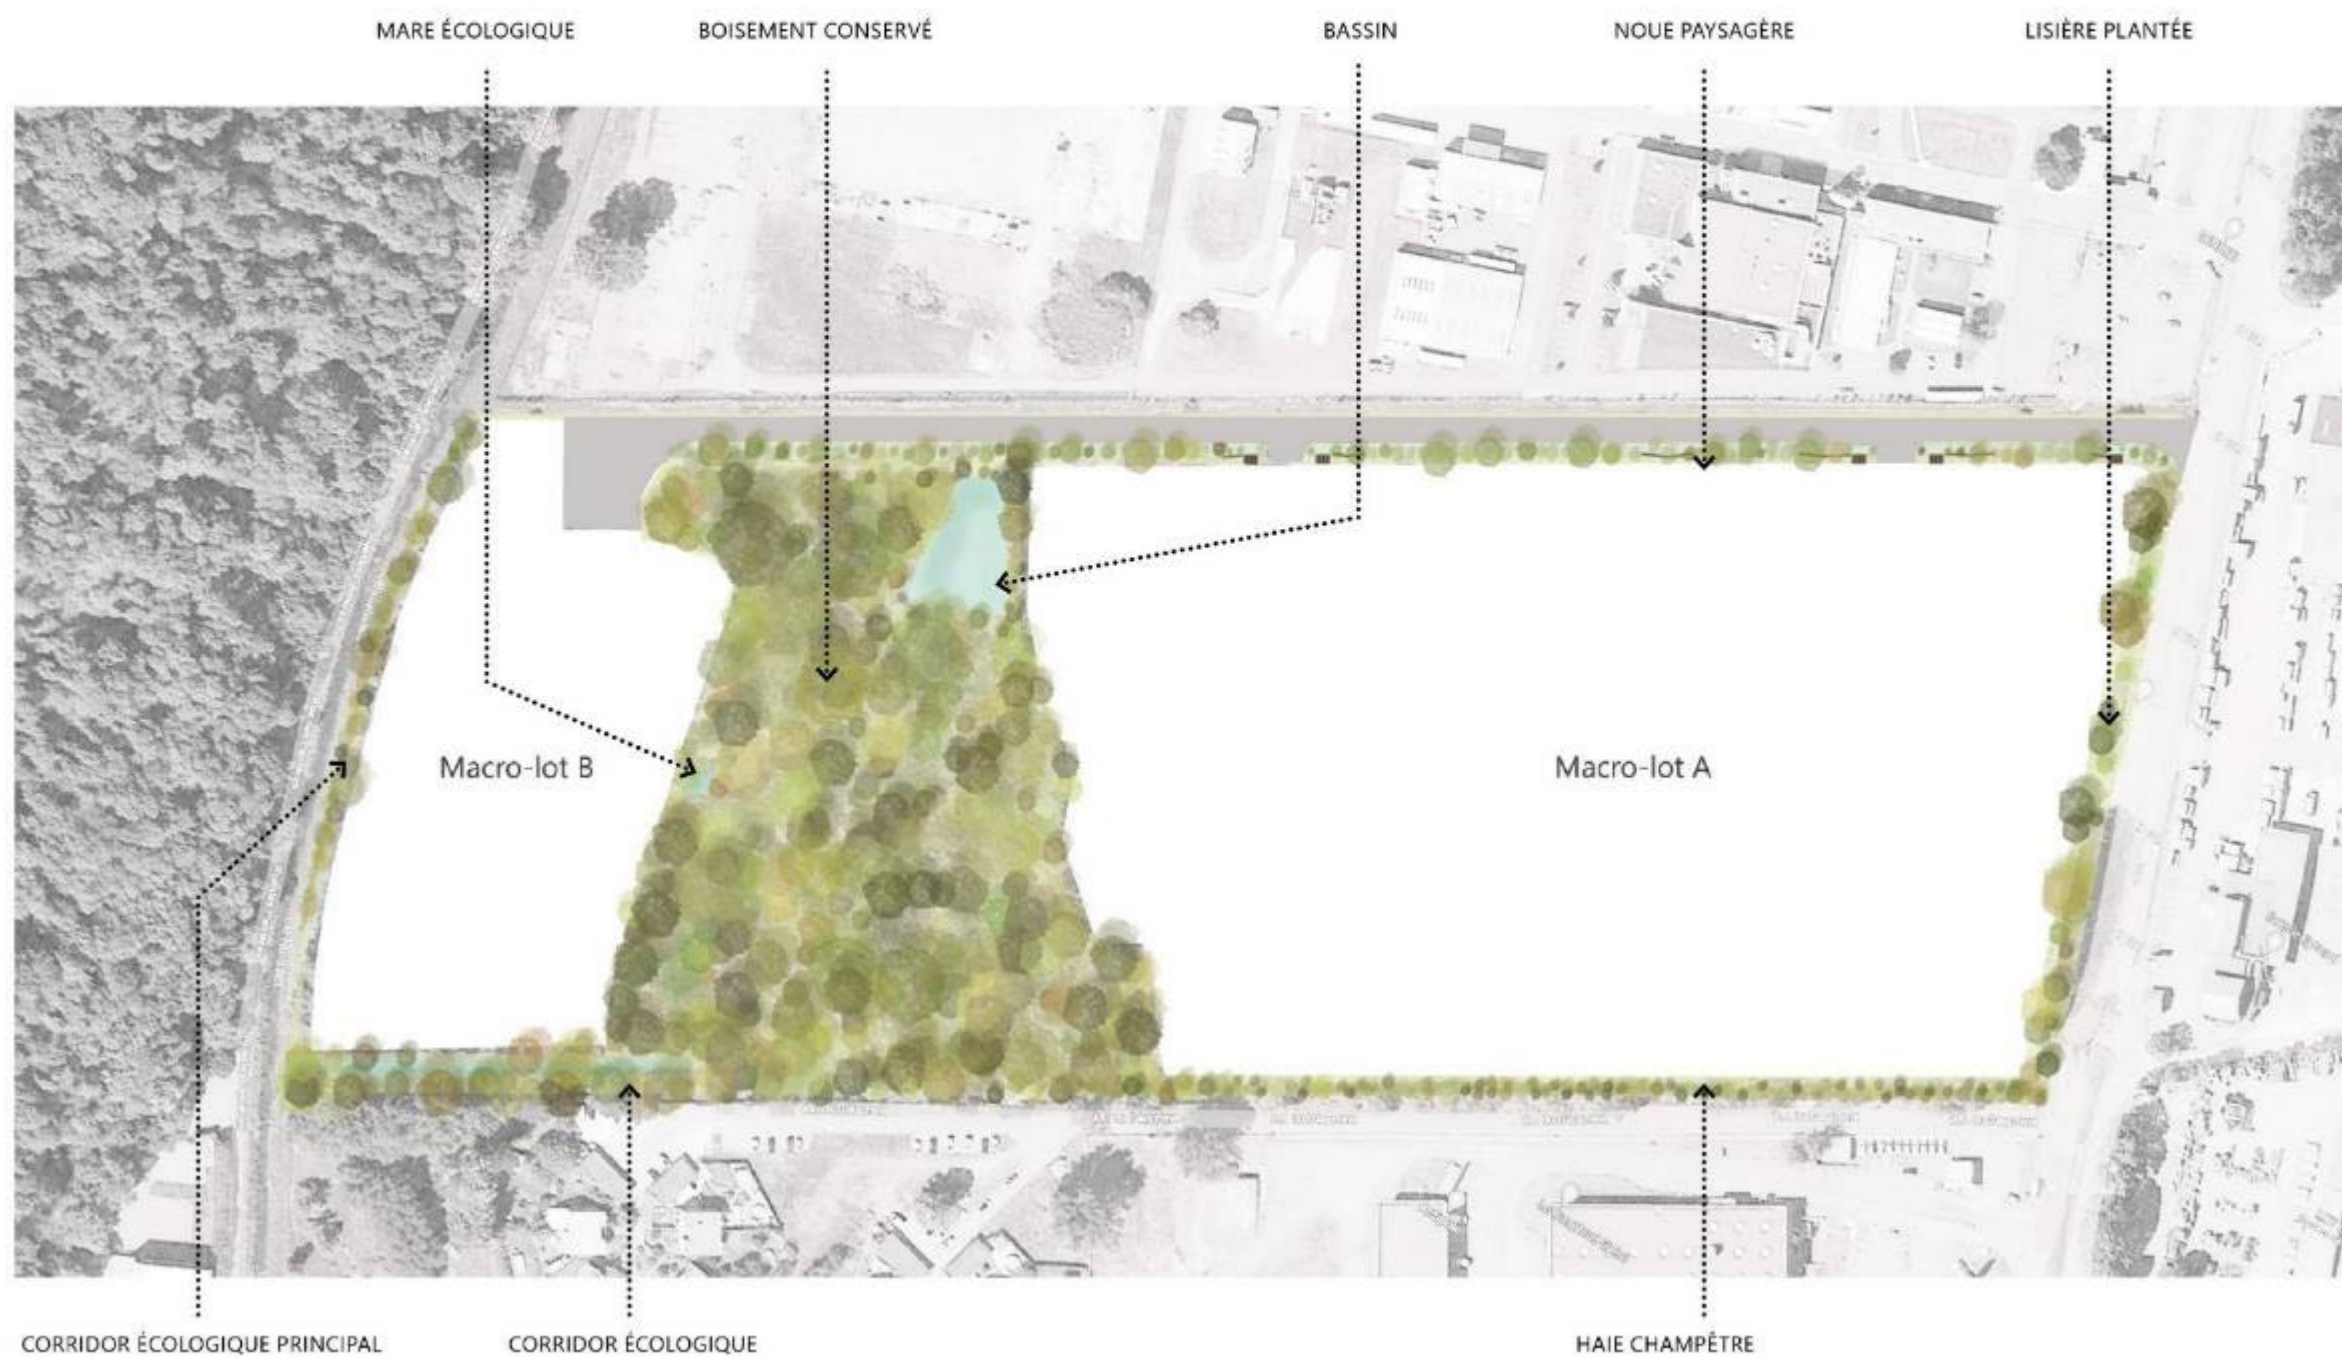 MARE ÉCOLOGIQUE
BOISEMENT CONSERVÉ
BASSIN
NOUE PAYSAGÈRE
LISIÈRE PLANTÉE
Macro-lot B
Macro-lot A
CORRIDOR ÉCOLOGIQUE PRINCIPAL
CORRIDOR ÉCOLOGIQUE
HAIE CHAMPÊTRE